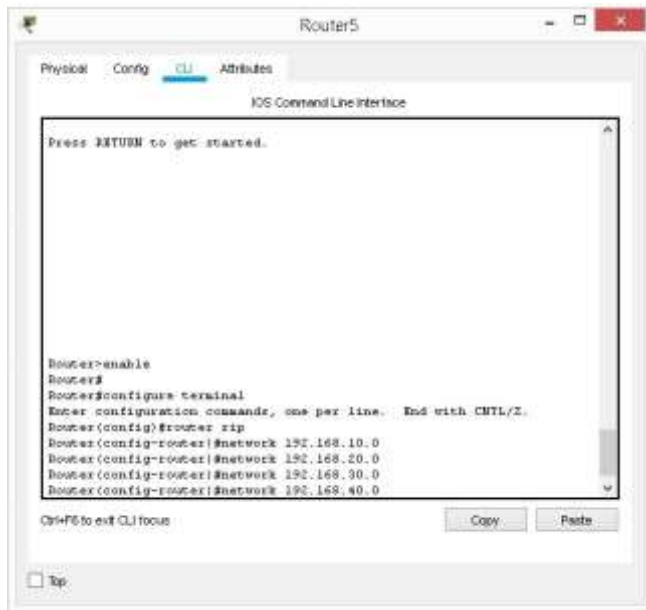 Router5
Physical Config CLI Attributes
IOS Command Line Interface
Press RETURN to get started.
Router>enable
Router#
Router#configure terminal
Enter configuration commands, one per line. End with CNTL/Z.
Router(config)#router rip
Router(config-router)#network 192.168.10.0
Router(config-router)#network 192.168.20.0
Router(config-router)#network 192.168.30.0
Router(config-router)#network 192.168.40.0
Ctrl+F6 to exit CLI focus Copy Paste
Top